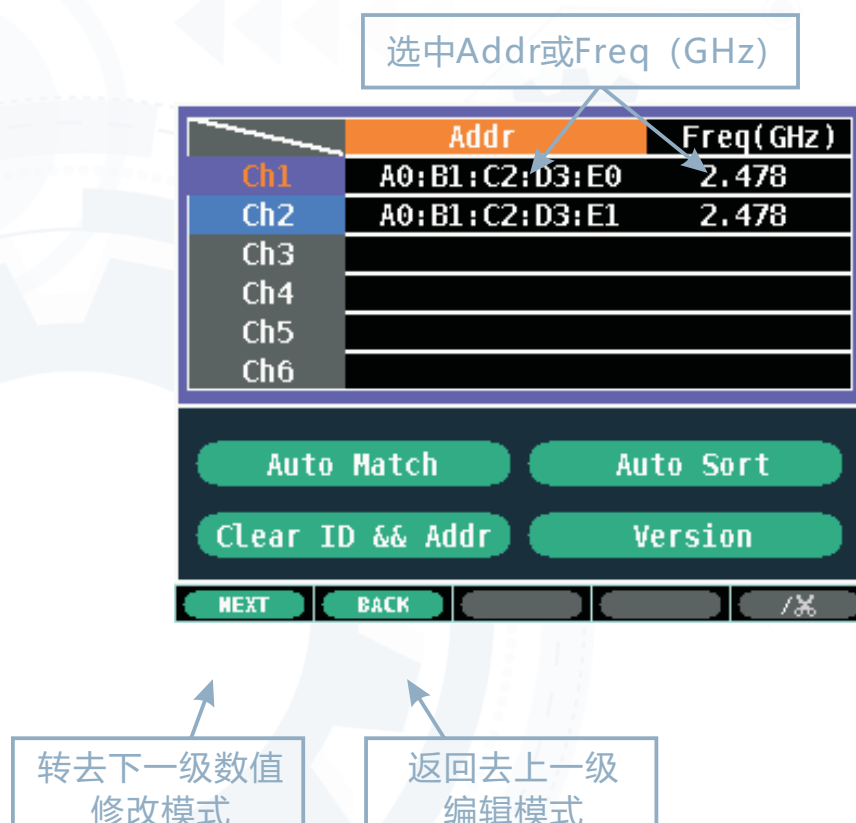 选中Addr或Freq（GHz）
Addr Freq(GHz)
Ch1 A0:B1:C2:D3:E0 2.478
Ch2 A0:B1:C2:D3:E1 2.478
Ch3
Ch4
Ch5
Ch6
Auto Match Auto Sort
Clear ID && Addr Version
NEXT BACK /
转去下一级数值 返回去上一级
修改模式 编辑模式